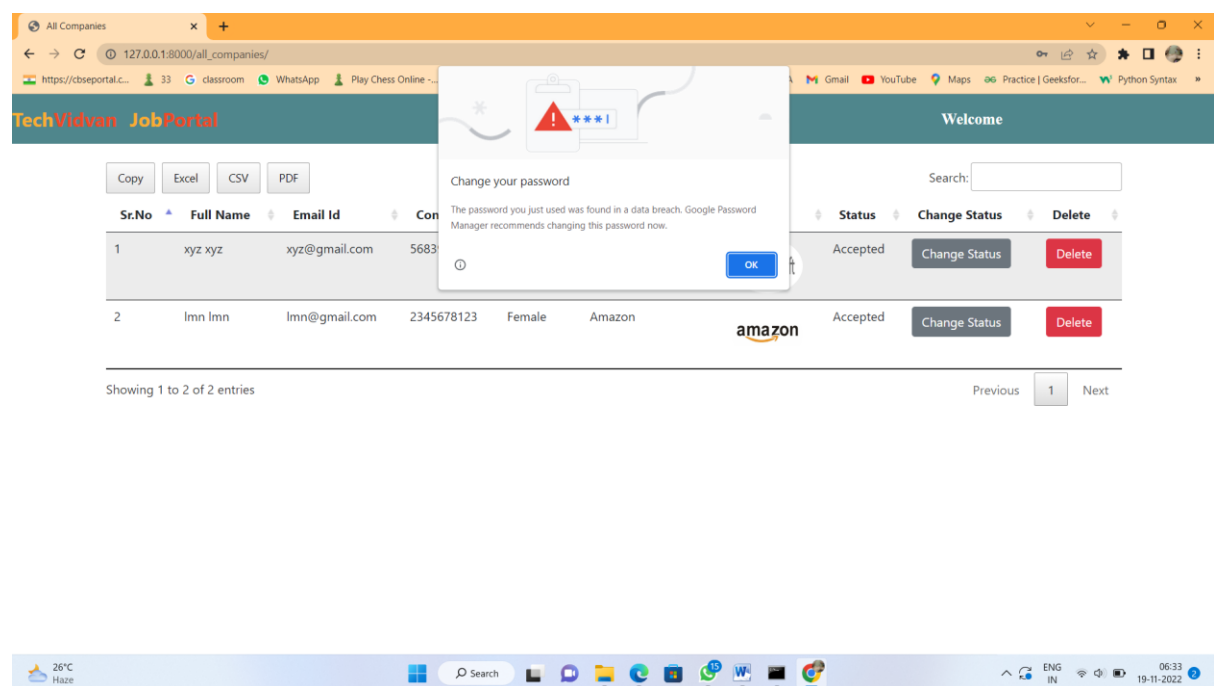 All Companies
127.0.0.1:8000/all_companies/
https://cbseportal.c... 33 classroom WhatsApp Play Chess Online -... Gmail YouTube Maps Practice | Geeksfor... Python Syntax »
TechVidvan JobPortal
Welcome
***|
Change your password
The password you just used was found in a data breach. Google Password
Manager recommends changing this password now.
OK
Copy Excel CSV PDF
Search:
Sr.No Full Name Email Id Con Status Change Status Delete
1 xyz xyz xyz@gmail.com 5683 Accepted Change Status Delete
2 lmn lmn lmn@gmail.com 2345678123 Female Amazon amazon Accepted Change Status Delete
Showing 1 to 2 of 2 entries
Previous 1 Next
26°C
Haze
Search
15
ENG
IN
06:33
19-11-2022
2